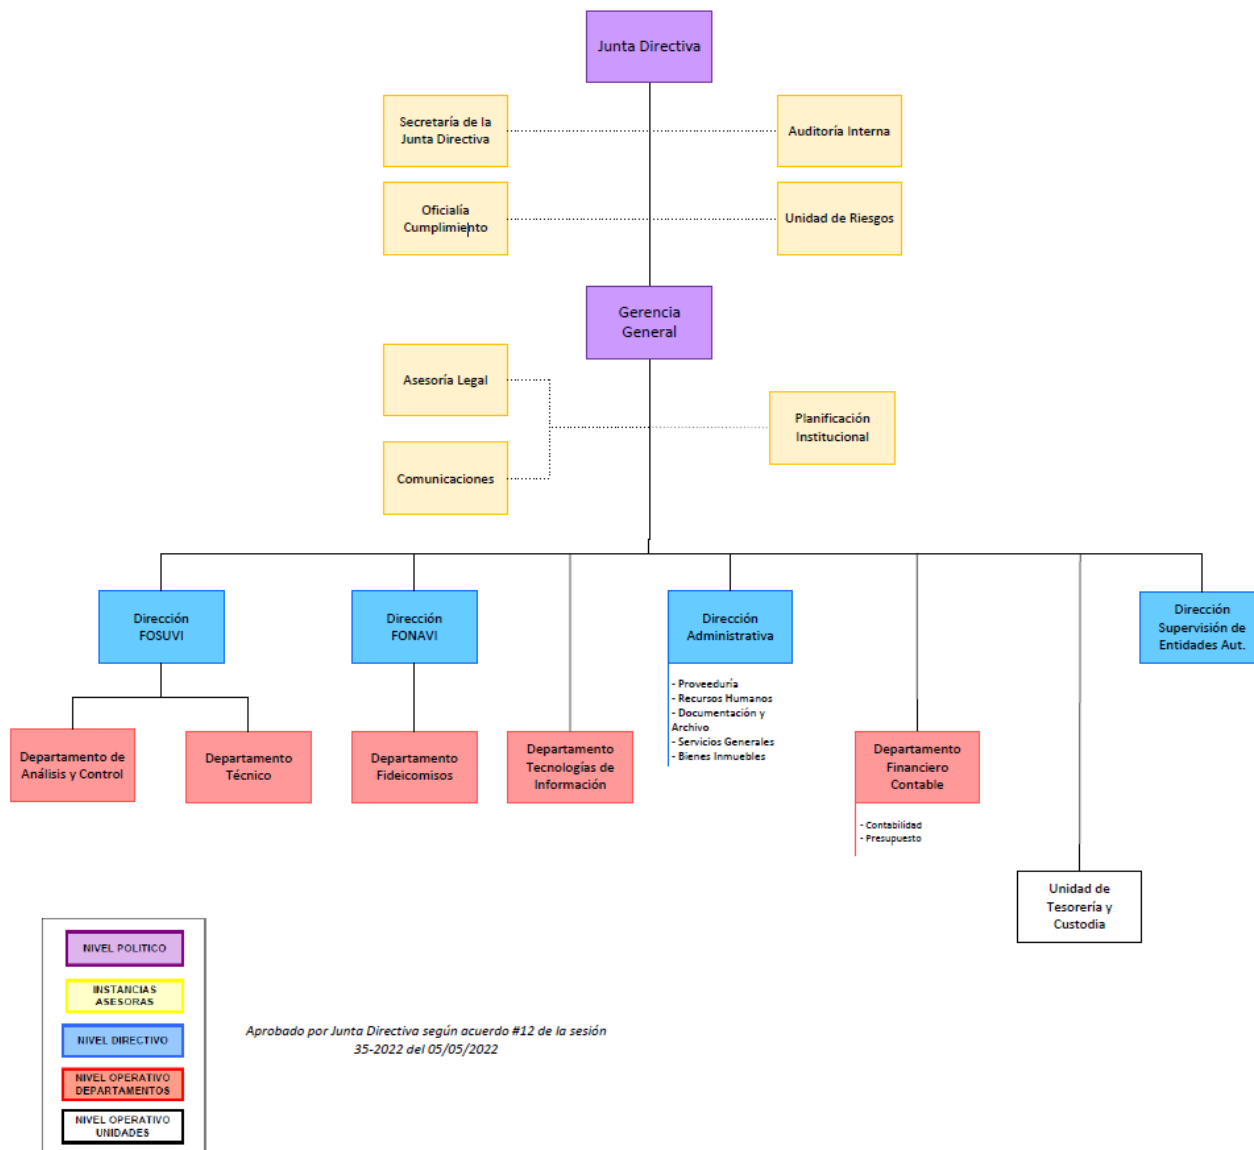 Junta Directiva
Secretaría de la
Junta Directiva
Auditoría Interna
Oficialía
Cumplimiento
Unidad de Riesgos
Gerencia
General
Asesoría Legal
Planificación
Institucional
Comunicaciones
Dirección
FOSUVI
Dirección
FONAVI
Dirección
Administrativa
Dirección
Supervisión de
Entidades Aut.
- Proveeduría
- Recursos Humanos
- Documentación y
Archivo
- Servicios Generales
- Bienes Inmuebles
Departamento de
Análisis y Control
Departamento
Técnico
Departamento
Fideicomisos
Departamento
Tecnologías de
Información
Departamento
Financiero
Contable
- Contabilidad
- Presupuesto
Unidad de
Tesorería y
Custodia
NIVEL POLITICO
INSTANCIAS
ASESORAS
NIVEL DIRECTIVO
NIVEL OPERATIVO
DEPARTAMENTOS
NIVEL OPERATIVO
UNIDADES
Aprobado por Junta Directiva según acuerdo #12 de la sesión
35-2022 del 05/05/2022